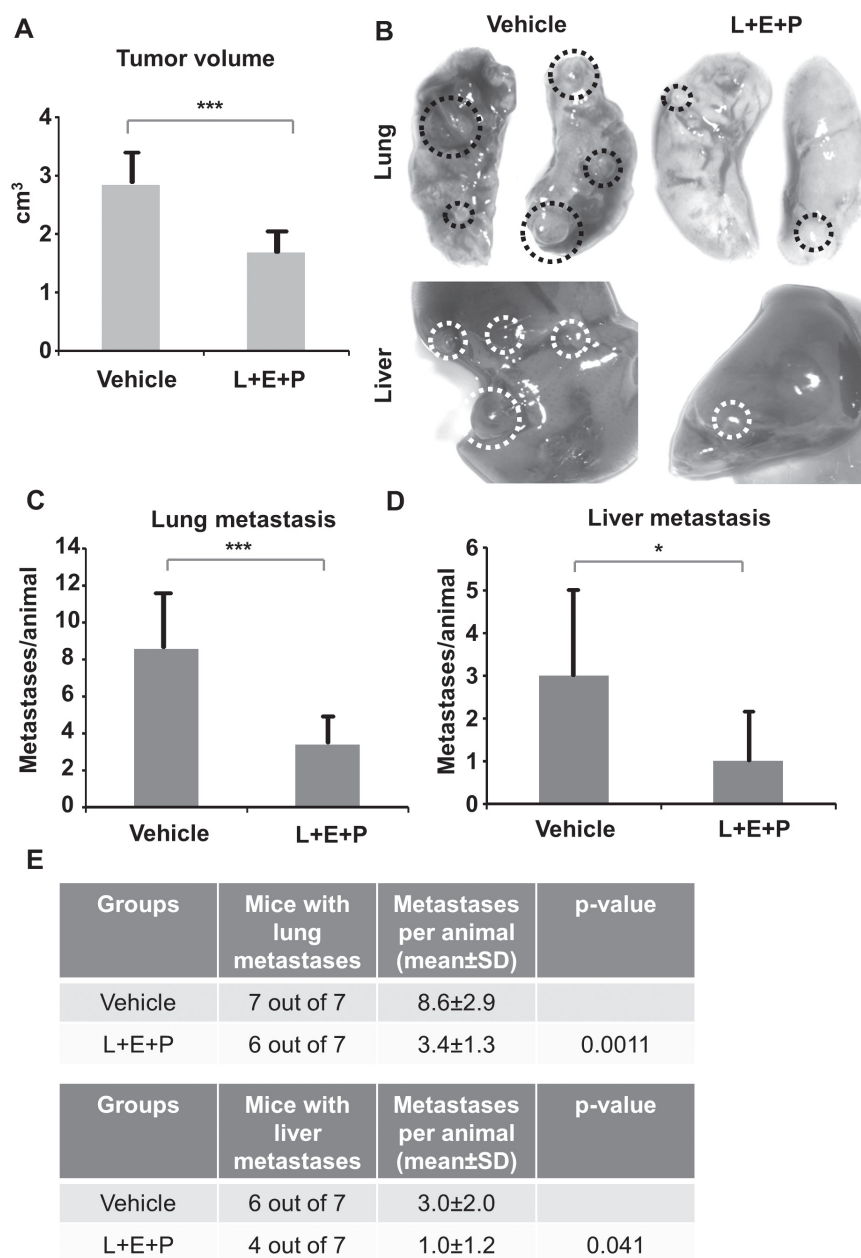 A
Tumor volume
***
4
3
2
1
0
cm³
Vehicle
L+E+P
B
Vehicle
L+E+P
Lung
Liver
C
Lung metastasis
***
14
12
10
8
6
4
2
0
Metastases/animal
Vehicle
L+E+P
D
Liver metastasis
*
6
5
4
3
2
1
0
Metastases/animal
Vehicle
L+E+P
E
Groups
Mice with
lung
metastases
Metastases
per animal
(mean±SD)
p-value
Vehicle 7 out of 7 8.6±2.9
L+E+P 6 out of 7 3.4±1.3 0.0011
Groups
Mice with
liver
metastases
Metastases
per animal
(mean±SD)
p-value
Vehicle 6 out of 7 3.0±2.0
L+E+P 4 out of 7 1.0±1.2 0.041